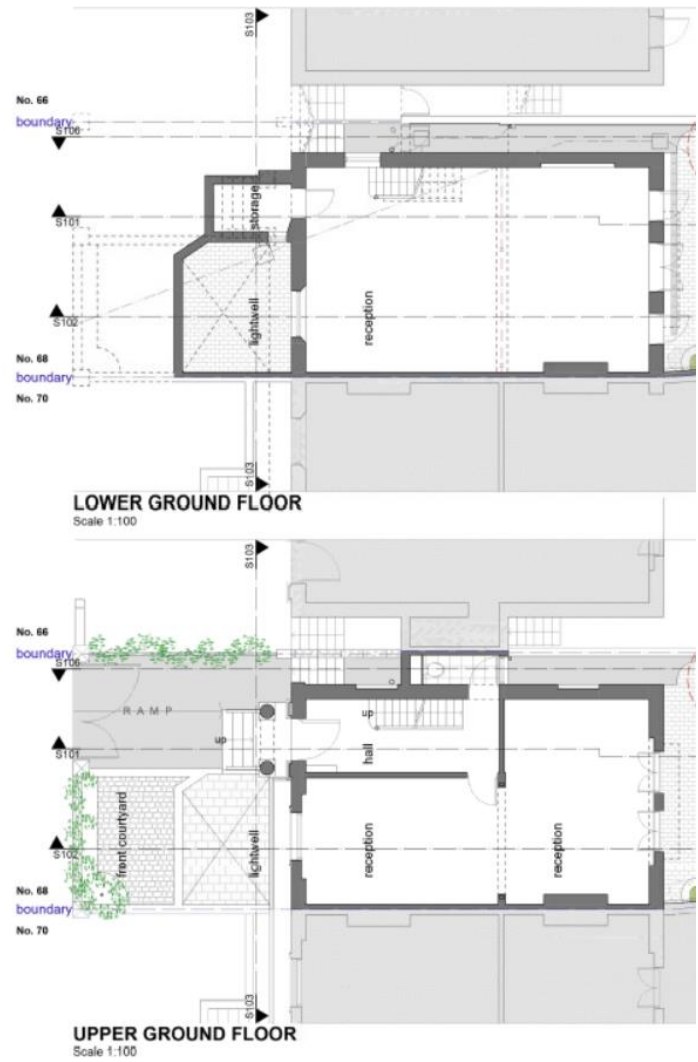 S103
No. 66
boundary
S106
storage
S101
lightwell
reception
S102
No. 68
boundary
No. 70
S103
LOWER GROUND FLOOR
Scale 1:100
S103
No. 66
boundary
S106
RAMP
up
up
hall
S101
front courtyard
lightwell
reception
reception
S102
No. 68
boundary
No. 70
S103
UPPER GROUND FLOOR
Scale 1:100